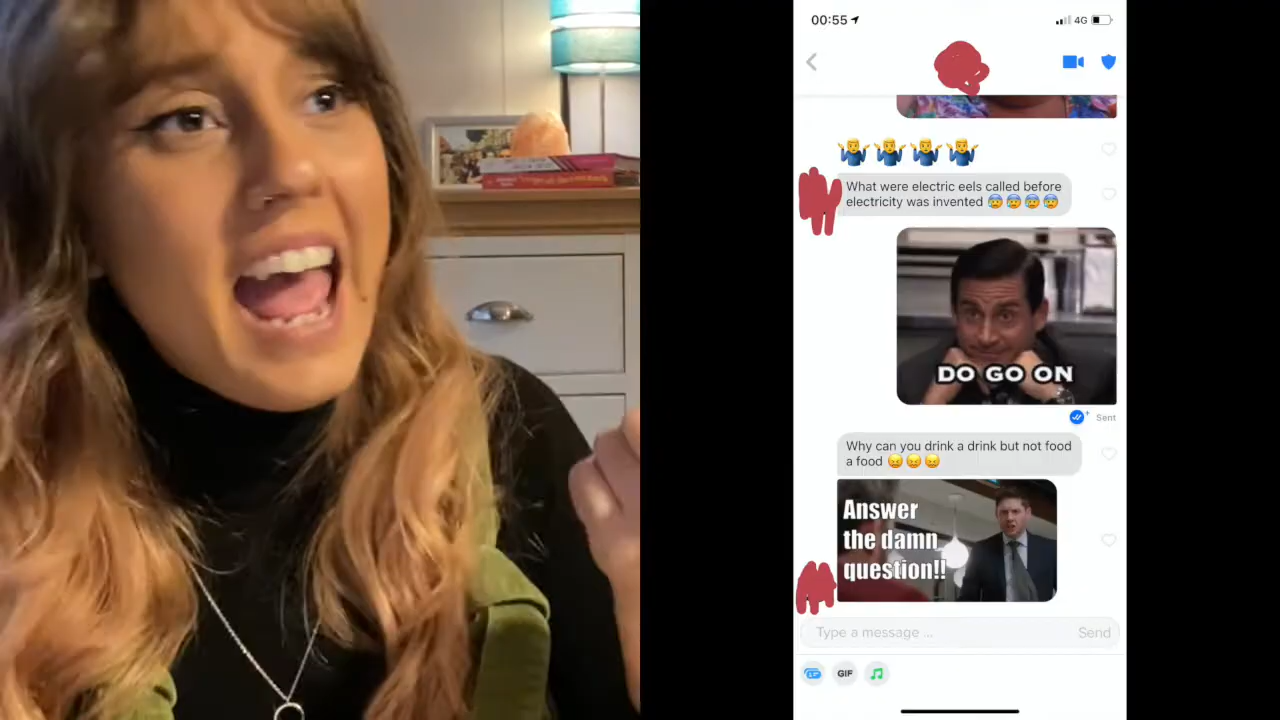 00:55
4G
🤷‍♂️🤷‍♂️🤷‍♂️🤷‍♂️
What were electric eels called before
electricity was invented 😰😰😰😰
DO GO ON
Sent
Why can you drink a drink but not food
a food 😖😖😖
Answer
the damn
question!!
Type a message ...
Send
GIF